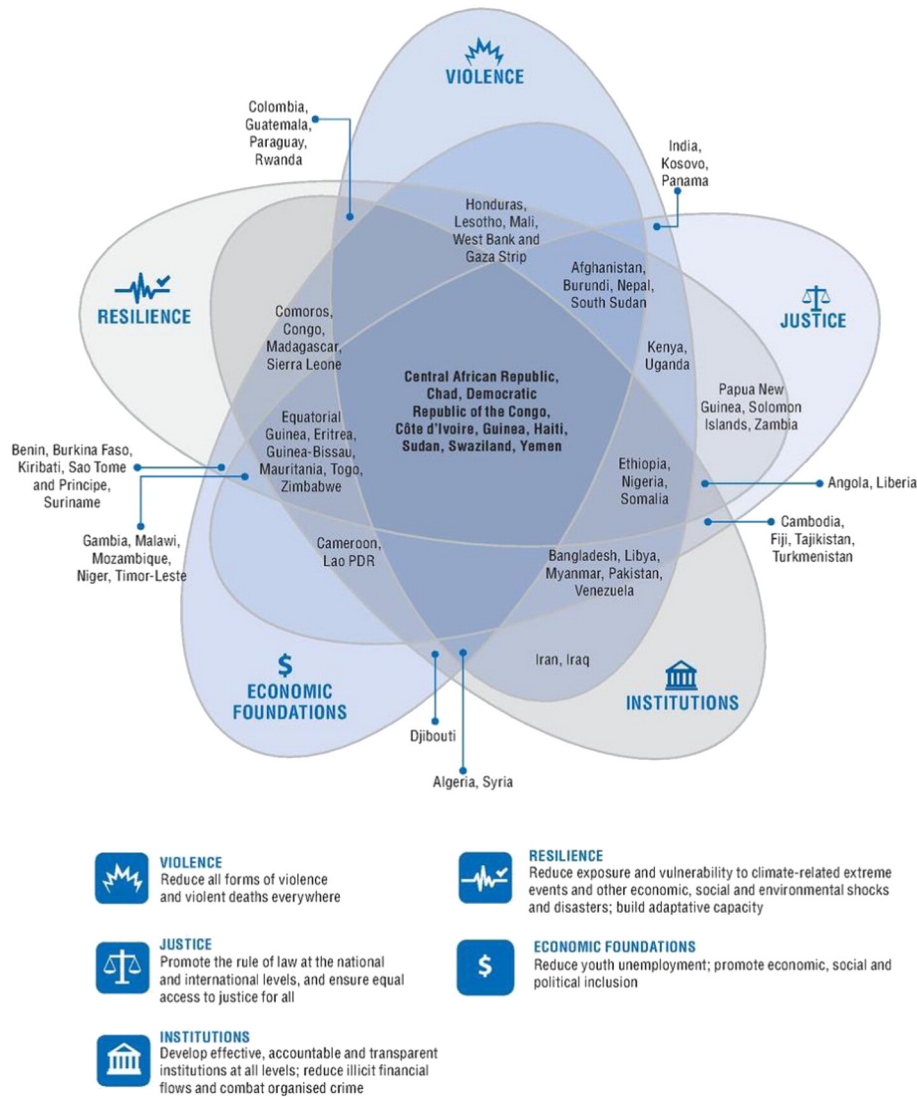 VIOLENCE
Colombia,
Guatemala,
Paraguay,
Rwanda
India,
Kosovo,
Panama
Honduras,
Lesotho, Mali,
West Bank and
Gaza Strip
Afghanistan,
Burundi, Nepal,
South Sudan
RESILIENCE
JUSTICE
Comoros,
Congo,
Madagascar,
Sierra Leone
Kenya,
Uganda
Central African Republic,
Chad, Democratic
Republic of the Congo,
Côte d'Ivoire, Guinea, Haiti,
Sudan, Swaziland, Yemen
Papua New
Guinea, Solomon
Islands, Zambia
Equatorial
Guinea, Eritrea,
Guinea-Bissau,
Mauritania, Togo,
Zimbabwe
Benin, Burkina Faso,
Kiribati, Sao Tome
and Principe,
Suriname
Ethiopia,
Nigeria,
Somalia
Angola, Liberia
Gambia, Malawi,
Mozambique,
Niger, Timor-Leste
Cambodia,
Fiji, Tajikistan,
Turkmenistan
Cameroon,
Lao PDR
Bangladesh, Libya,
Myanmar, Pakistan,
Venezuela
Iran, Iraq
$
ECONOMIC
FOUNDATIONS
INSTITUTIONS
Djibouti
Algeria, Syria
VIOLENCE
Reduce all forms of violence
and violent deaths everywhere
JUSTICE
Promote the rule of law at the national
and international levels, and ensure equal
access to justice for all
INSTITUTIONS
Develop effective, accountable and transparent
institutions at all levels; reduce illicit financial
flows and combat organised crime
RESILIENCE
Reduce exposure and vulnerability to climate-related extreme
events and other economic, social and environmental shocks
and disasters; build adaptative capacity
$
ECONOMIC FOUNDATIONS
Reduce youth unemployment; promote economic, social and
political inclusion